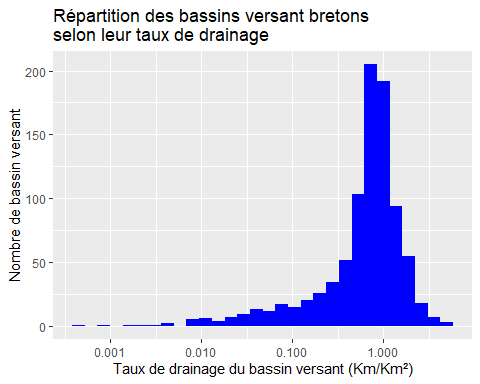 Répartition des bassins versant bretons
selon leur taux de drainage
Nombre de bassin versant
200
150
100
50
0
0.001 0.010 0.100 1.000
Taux de drainage du bassin versant (Km/Km²)